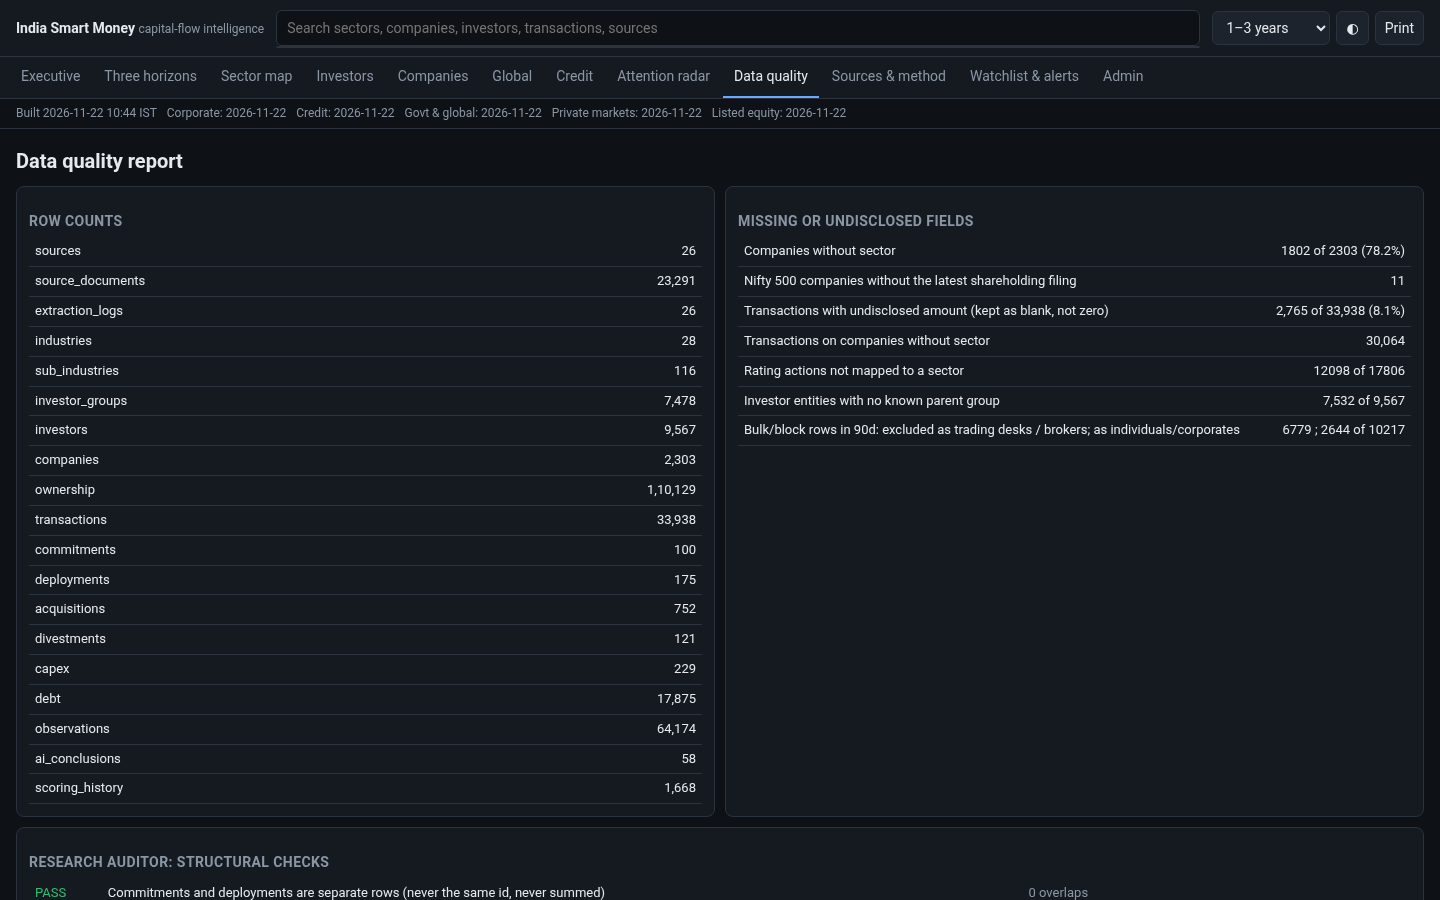 India Smart Money capital-flow intelligence
Search sectors, companies, investors, transactions, sources
1–3 years
Print
Executive Three horizons Sector map Investors Companies Global Credit Attention radar Data quality Sources & method Watchlist & alerts Admin
Built 2026-11-22 10:44 IST Corporate: 2026-11-22 Credit: 2026-11-22 Govt & global: 2026-11-22 Private markets: 2026-11-22 Listed equity: 2026-11-22
Data quality report
ROW COUNTS
sources 26
source_documents 23,291
extraction_logs 26
industries 28
sub_industries 116
investor_groups 7,478
investors 9,567
companies 2,303
ownership 1,10,129
transactions 33,938
commitments 100
deployments 175
acquisitions 752
divestments 121
capex 229
debt 17,875
observations 64,174
ai_conclusions 58
scoring_history 1,668
MISSING OR UNDISCLOSED FIELDS
Companies without sector 1802 of 2303 (78.2%)
Nifty 500 companies without the latest shareholding filing 11
Transactions with undisclosed amount (kept as blank, not zero) 2,765 of 33,938 (8.1%)
Transactions on companies without sector 30,064
Rating actions not mapped to a sector 12098 of 17806
Investor entities with no known parent group 7,532 of 9,567
Bulk/block rows in 90d: excluded as trading desks / brokers; as individuals/corporates 6779 ; 2644 of 10217
RESEARCH AUDITOR: STRUCTURAL CHECKS
PASS Commitments and deployments are separate rows (never the same id, never summed) 0 overlaps